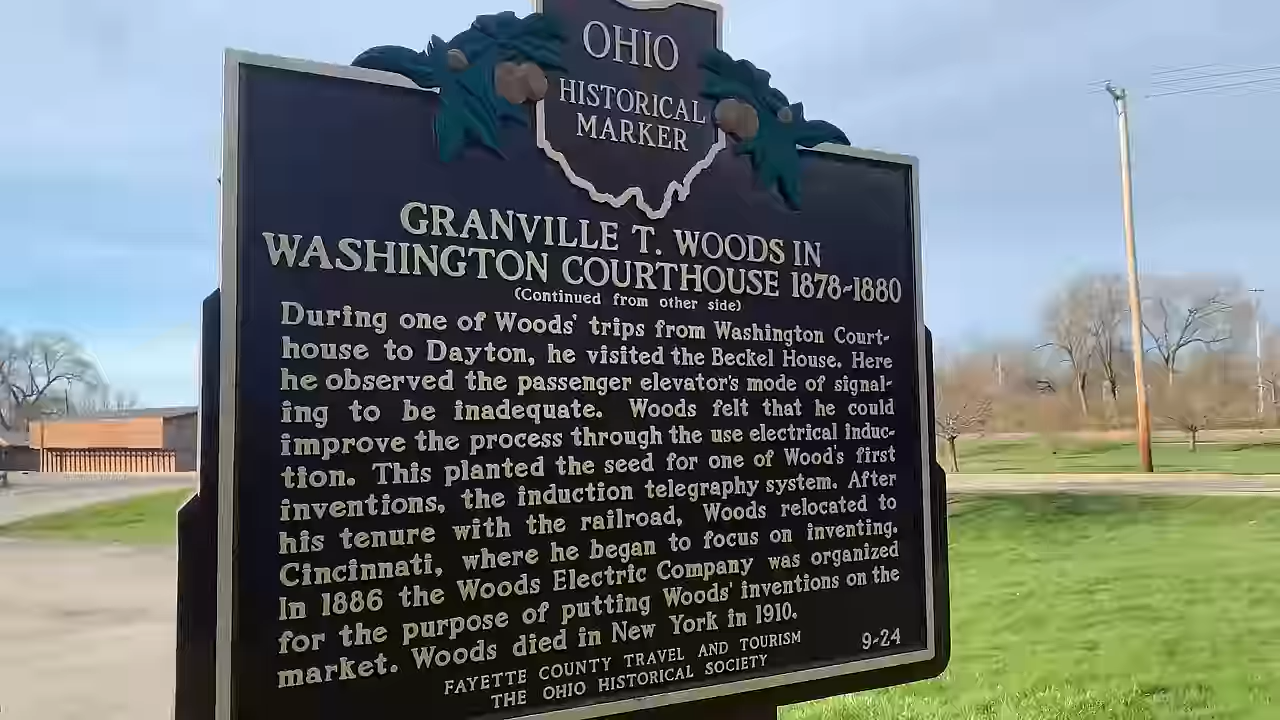 OHIO
HISTORICAL
MARKER
GRANVILLE T. WOODS IN
WASHINGTON COURTHOUSE 1878-1880
(Continued from other side)
During one of Woods' trips from Washington Court-
house to Dayton, he visited the Beckel House. Here
he observed the passenger elevator's mode of signal-
ing to be inadequate. Woods felt that he could
improve the process through the use electrical induc-
tion. This planted the seed for one of Wood's first
inventions, the induction telegraphy system. After
his tenure with the railroad, Woods relocated to
Cincinnati, where he began to focus on inventing.
In 1886 the Woods Electric Company was organized
for the purpose of putting Woods' inventions on the
market. Woods died in New York in 1910.
FAYETTE COUNTY TRAVEL AND TOURISM
THE OHIO HISTORICAL SOCIETY
9-24